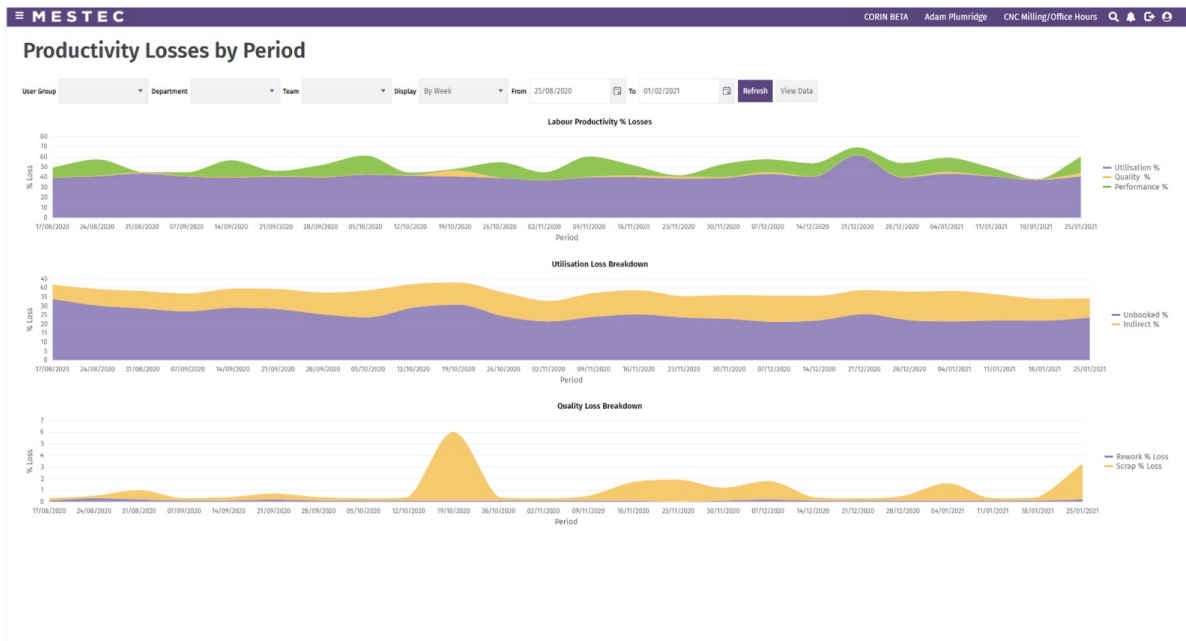 ≡ MESTEC CORIN BETA Adam Plumridge CNC Milling/Office Hours
Productivity Losses by Period
User Group Department Team Display By Week From 25/08/2020 To 01/02/2021 Refresh View Data
Labour Productivity % Losses
80
70
60
50
40
30
20
10
0
% Loss
17/08/2020 24/08/2020 31/08/2020 07/09/2020 14/09/2020 21/09/2020 28/09/2020 05/10/2020 12/10/2020 19/10/2020 26/10/2020 02/11/2020 09/11/2020 16/11/2020 23/11/2020 30/11/2020 07/12/2020 14/12/2020 21/12/2020 28/12/2020 04/01/2021 11/01/2021 18/01/2021 25/01/2021
Period
Utilisation %
Quality %
Performance %
Utilisation Loss Breakdown
45
40
35
30
25
20
15
10
5
0
% Loss
17/08/2020 24/08/2020 31/08/2020 07/09/2020 14/09/2020 21/09/2020 28/09/2020 05/10/2020 12/10/2020 19/10/2020 26/10/2020 02/11/2020 09/11/2020 16/11/2020 23/11/2020 30/11/2020 07/12/2020 14/12/2020 21/12/2020 28/12/2020 04/01/2021 11/01/2021 18/01/2021 25/01/2021
Period
Unbooked %
Indirect %
Quality Loss Breakdown
7
6
5
4
3
2
1
0
% Loss
17/08/2020 24/08/2020 31/08/2020 07/09/2020 14/09/2020 21/09/2020 28/09/2020 05/10/2020 12/10/2020 19/10/2020 26/10/2020 02/11/2020 09/11/2020 16/11/2020 23/11/2020 30/11/2020 07/12/2020 14/12/2020 21/12/2020 28/12/2020 04/01/2021 11/01/2021 18/01/2021 25/01/2021
Period
Rework % Loss
Scrap % Loss